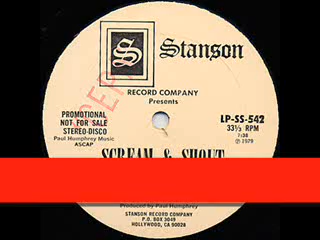 S Stanson
RECORD COMPANY
Presents
PROMOTIONAL
NOT FOR SALE
STEREO-DISCO
Paul Humphrey Music
ASCAP
LP-SS-542
33⅓ RPM
7:38
℗ 1979
SCREAM & SHOUT
Produced by Paul Humphrey
STANSON RECORD COMPANY
P.O. BOX 3049
HOLLYWOOD, CA 90028